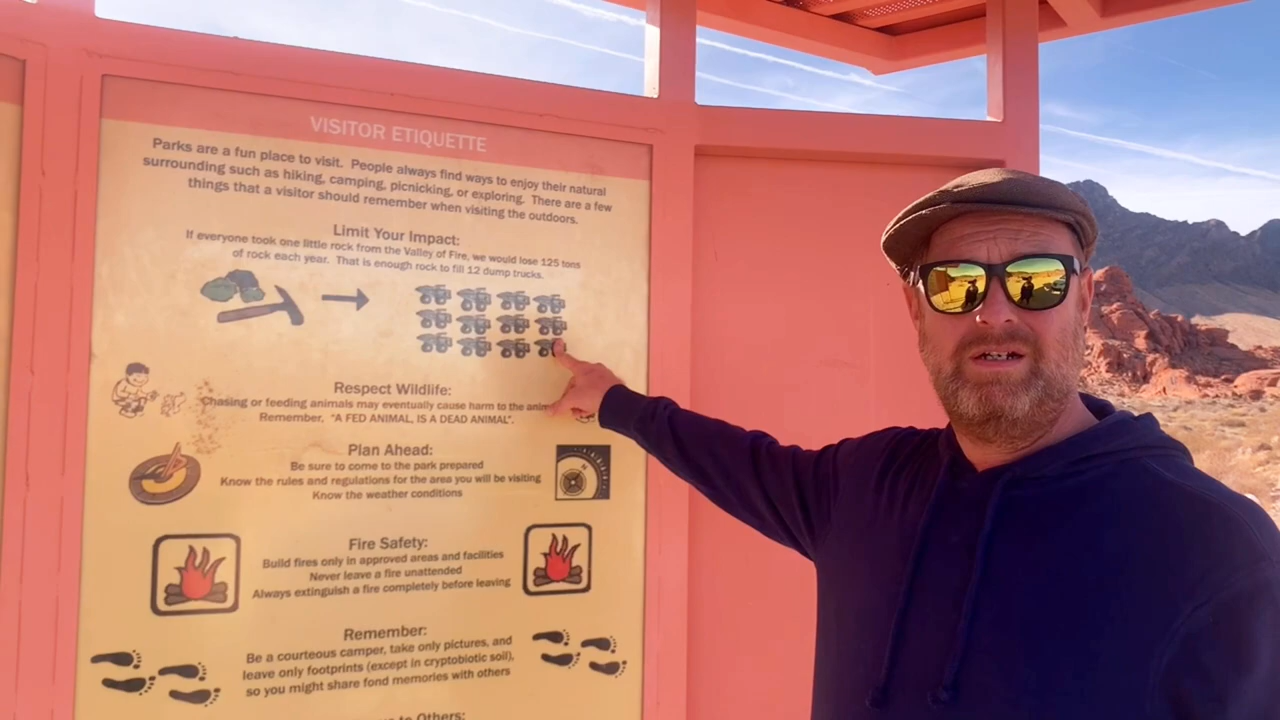 VISITOR ETIQUETTE
Parks are a fun place to visit. People always find ways to enjoy their natural
surrounding such as hiking, camping, picnicking, or exploring. There are a few
things that a visitor should remember when visiting the outdoors.
Limit Your Impact:
If everyone took one little rock from the Valley of Fire, we would lose 125 tons
of rock each year. That is enough rock to fill 12 dump trucks.
Respect Wildlife:
Chasing or feeding animals may eventually cause harm to the
Remember, "A FED ANIMAL, IS A DEAD ANIMAL".
Plan Ahead:
Be sure to come to the park prepared
Know the rules and regulations for the area you will be visiting
Know the weather conditions
Fire Safety:
Build fires only in approved areas and facilities
Never leave a fire unattended
Always extinguish a fire completely before leaving
Remember:
Be a courteous camper, take only pictures, and
leave only footprints (except in cryptobiotic soil),
so you might share fond memories with others
to Others: